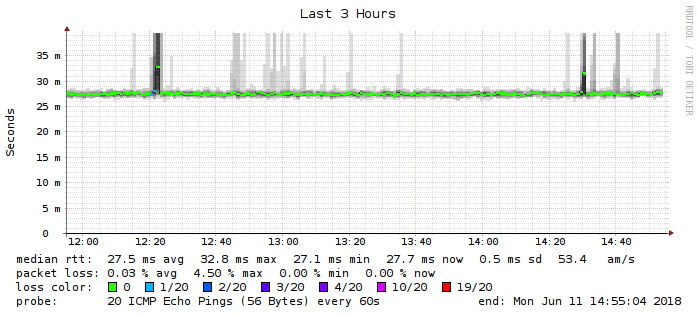 Last 3 Hours
RRDTOOL / TOBI OETIKER
Seconds
35 m
30 m
25 m
20 m
15 m
10 m
5 m
0
12:00 12:20 12:40 13:00 13:20 13:40 14:00 14:20 14:40
median rtt: 27.5 ms avg 32.8 ms max 27.1 ms min 27.7 ms now 0.5 ms sd 53.4 am/s
packet loss: 0.03 % avg 4.50 % max 0.00 % min 0.00 % now
loss color: 0 1/20 2/20 3/20 4/20 10/20 19/20
probe: 20 ICMP Echo Pings (56 Bytes) every 60s end: Mon Jun 11 14:55:04 2018